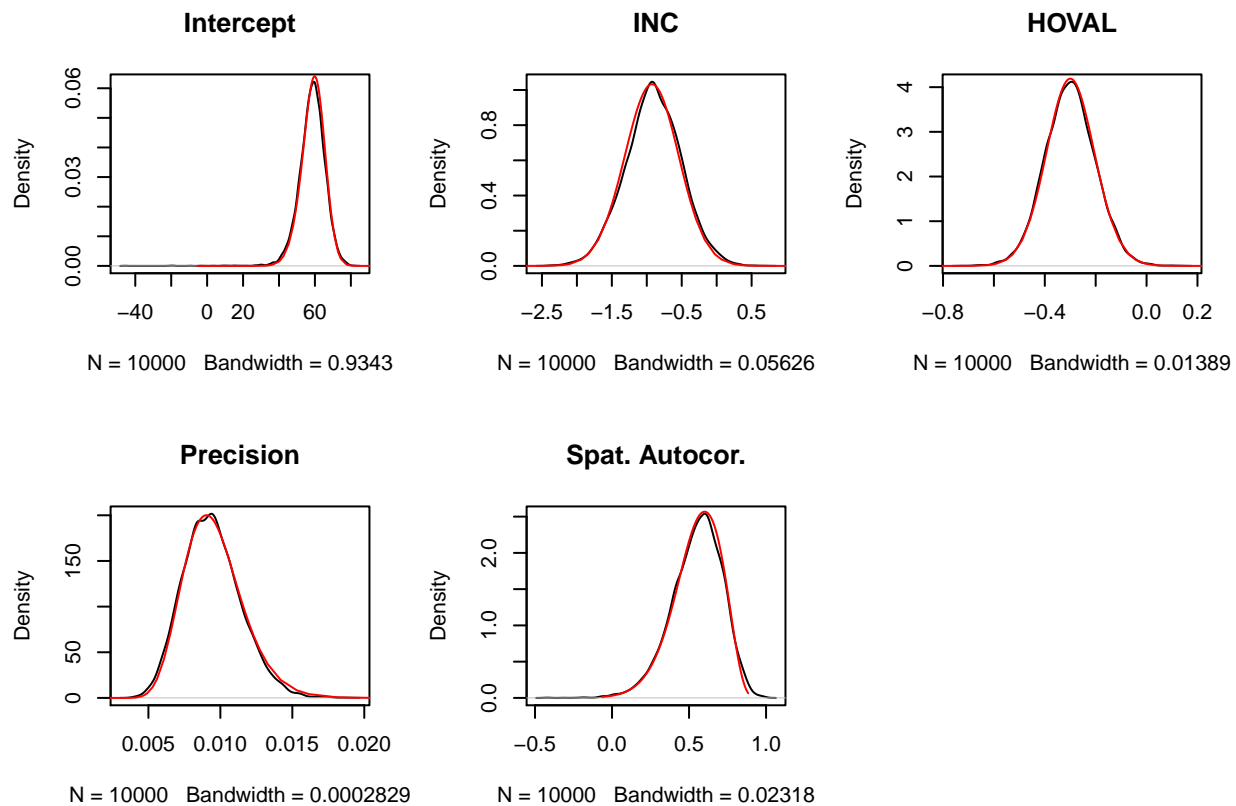 Intercept
Density
0.00 0.03 0.06
−40 0 20 60
N = 10000 Bandwidth = 0.9343
INC
Density
0.0 0.4 0.8
−2.5 −1.5 −0.5 0.5
N = 10000 Bandwidth = 0.05626
HOVAL
Density
0 1 2 3 4
−0.8 −0.4 0.0 0.2
N = 10000 Bandwidth = 0.01389
Precision
Density
0 50 150
0.005 0.010 0.015 0.020
N = 10000 Bandwidth = 0.0002829
Spat. Autocor.
Density
0.0 1.0 2.0
−0.5 0.0 0.5 1.0
N = 10000 Bandwidth = 0.02318